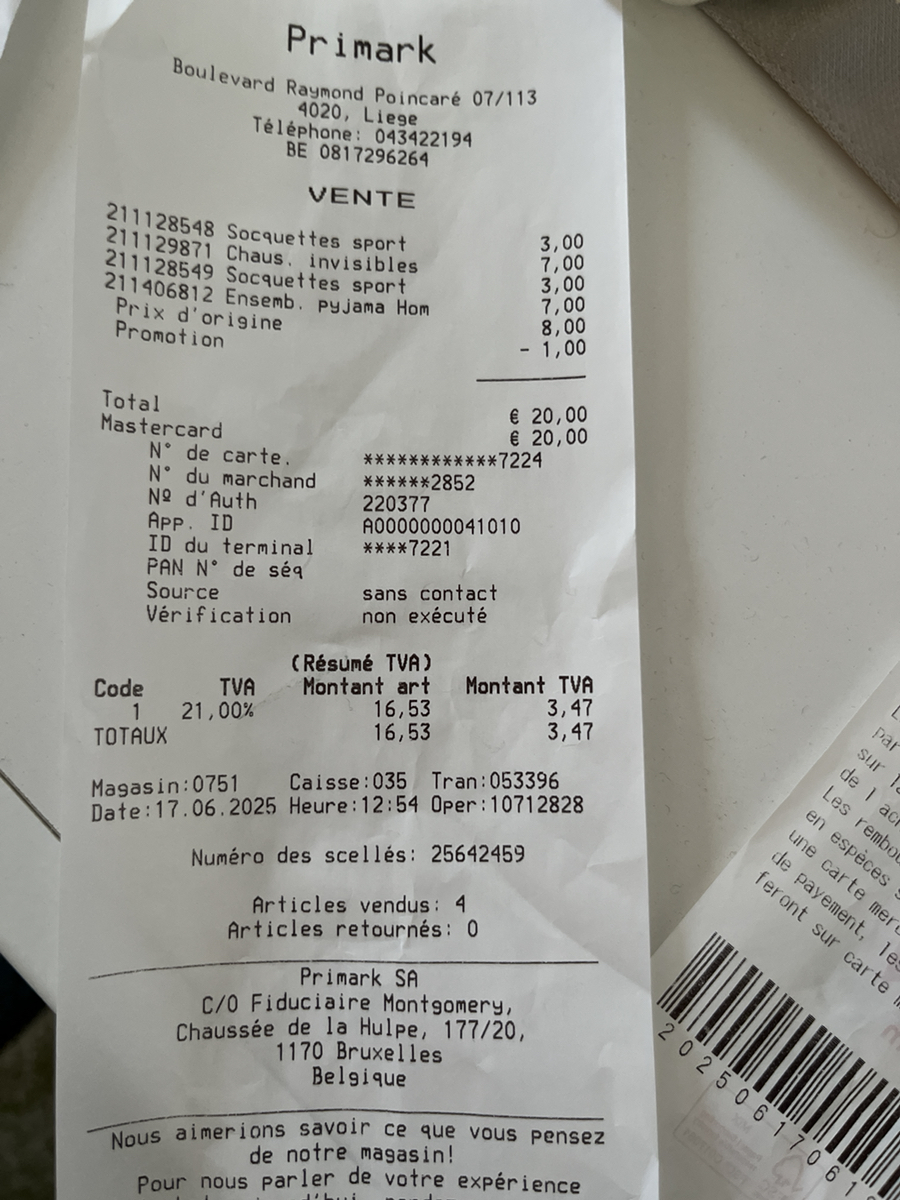 Primark
Boulevard Raymond Poincaré 07/113
4020, Liege
Téléphone: 043422194
BE 0817296264
VENTE
211128548 Socquettes sport 3,00
211129871 Chaus. invisibles 7,00
211128549 Socquettes sport 3,00
211406812 Ensemb. pyjama Hom 7,00
Prix d'origine 8,00
Promotion - 1,00
Total € 20,00
Mastercard € 20,00
N° de carte. ************7224
N° du marchand ******2852
Nº d'Auth 220377
App. ID A0000000041010
ID du terminal ****7221
PAN N° de séq
Source sans contact
Vérification non exécuté
(Résumé TVA)
Code TVA Montant art Montant TVA
1 21,00% 16,53 3,47
TOTAUX 16,53 3,47
Magasin:0751 Caisse:035 Tran:053396
Date:17.06.2025 Heure:12:54 Oper:10712828
Numéro des scellés: 25642459
Articles vendus: 4
Articles retournés: 0
Primark SA
C/O Fiduciaire Montgomery,
Chaussée de la Hulpe, 177/20,
1170 Bruxelles
Belgique
Nous aimerions savoir ce que vous pensez
de notre magasin!
Pour nous parler de votre expérience
par
sur
de l
Les
en espèces
une carte
de payement, les
feront sur carte
2025061706 1